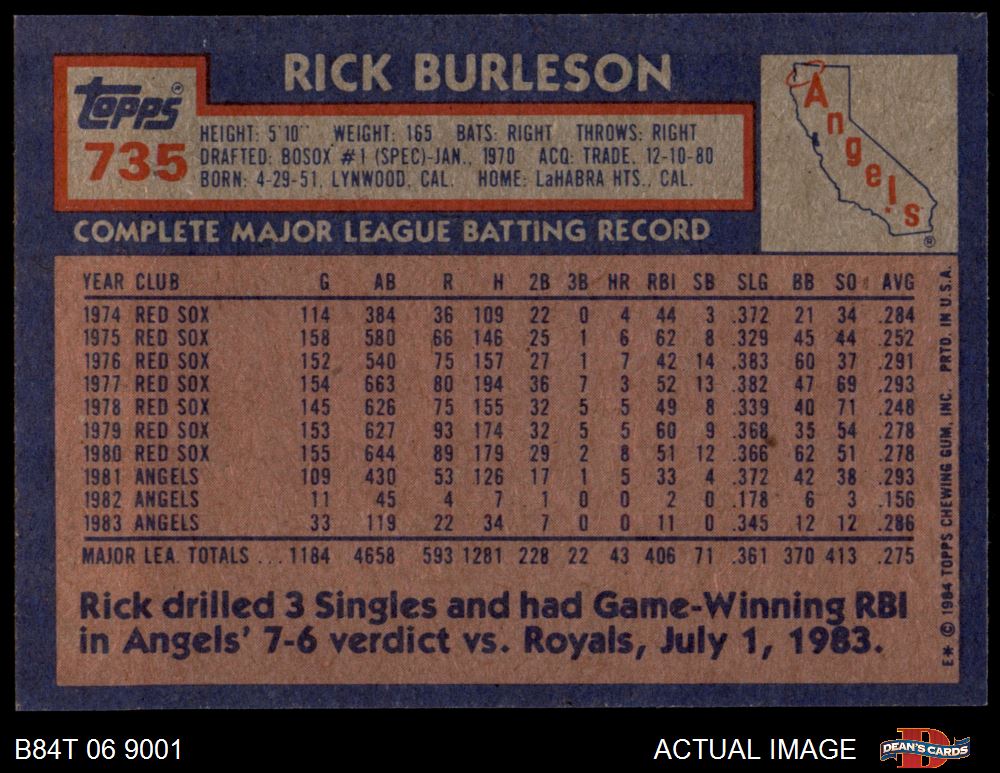 RICK BURLESON
Topps®
735
HEIGHT: 5'10" WEIGHT: 165 BATS: RIGHT THROWS: RIGHT
DRAFTED: BOSOX #1 (SPEC)-JAN., 1970 ACQ: TRADE, 12-10-80
BORN: 4-29-51, LYNWOOD, CAL. HOME: LaHABRA HTS., CAL.
Angels
®
COMPLETE MAJOR LEAGUE BATTING RECORD
YEAR CLUB G AB R H 2B 3B HR RBI SB SLG BB SO AVG
1974 RED SOX 114 384 36 109 22 0 4 44 3 .372 21 34 .284
1975 RED SOX 158 580 66 146 25 1 6 62 8 .329 45 44 .252
1976 RED SOX 152 540 75 157 27 1 7 42 14 .383 60 37 .291
1977 RED SOX 154 663 80 194 36 7 3 52 13 .382 47 69 .293
1978 RED SOX 145 626 75 155 32 5 5 49 8 .339 40 71 .248
1979 RED SOX 153 627 93 174 32 5 5 60 9 .368 35 54 .278
1980 RED SOX 155 644 89 179 29 2 8 51 12 .366 62 51 .278
1981 ANGELS 109 430 53 126 17 1 5 33 4 .372 42 38 .293
1982 ANGELS 11 45 4 7 1 0 0 2 0 .178 6 3 .156
1983 ANGELS 33 119 22 34 7 0 0 11 0 .345 12 12 .286
MAJOR LEA. TOTALS ... 1184 4658 593 1281 228 22 43 406 71 .361 370 413 .275
Rick drilled 3 Singles and had Game-Winning RBI
in Angels' 7-6 verdict vs. Royals, July 1, 1983.
E* © 1984 TOPPS CHEWING GUM, INC. PRTD. IN U.S.A.
B84T 06 9001
ACTUAL IMAGE
DEAN'S CARDS